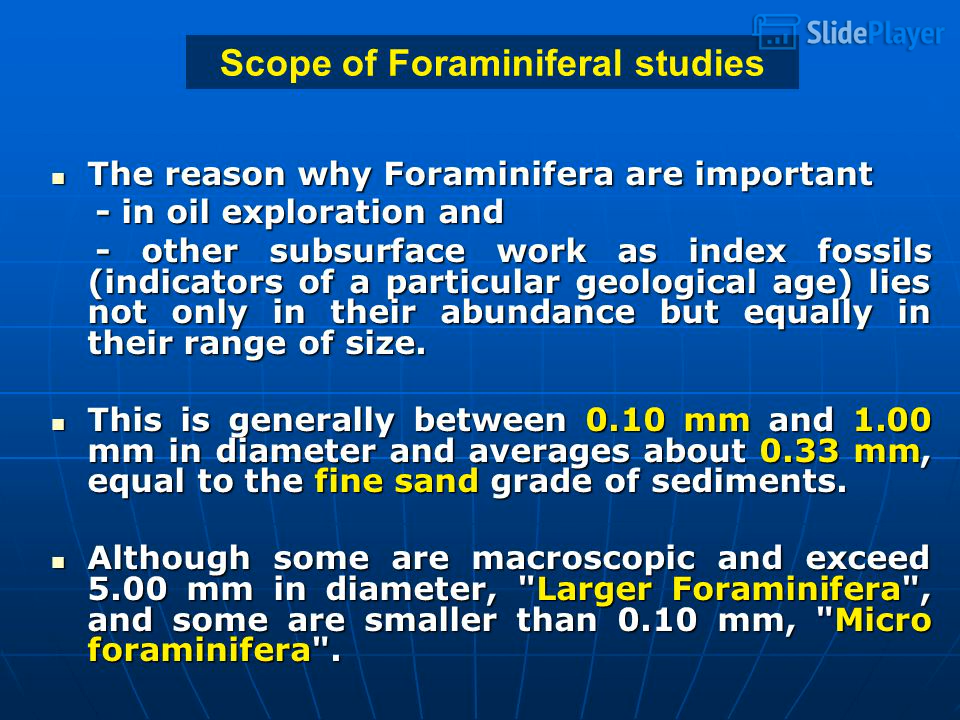 SlidePlayer
Scope of Foraminiferal studies
The reason why Foraminifera are important
- in oil exploration and
- other subsurface work as index fossils
(indicators of a particular geological age) lies
not only in their abundance but equally in
their range of size.
This is generally between 0.10 mm and 1.00
mm in diameter and averages about 0.33 mm,
equal to the fine sand grade of sediments.
Although some are macroscopic and exceed
5.00 mm in diameter, "Larger Foraminifera",
and some are smaller than 0.10 mm, "Micro
foraminifera".